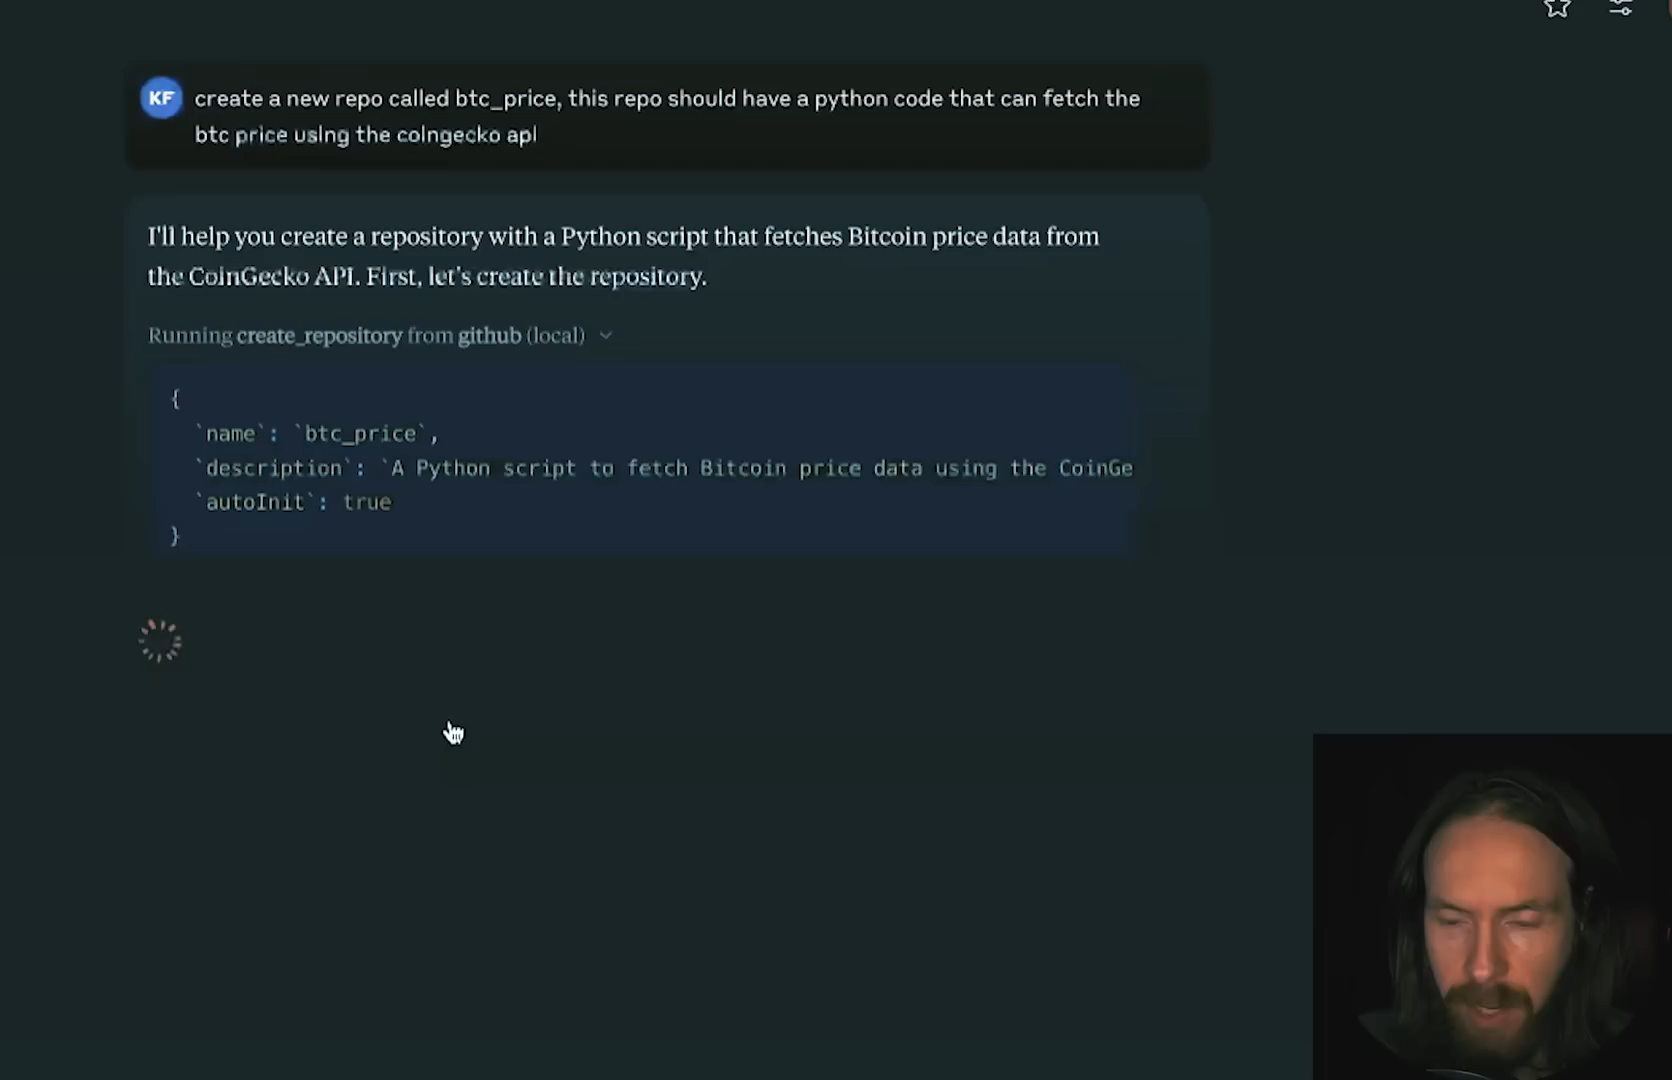 KF
create a new repo called btc_price, this repo should have a python code that can fetch the
btc price using the coingecko api
I'll help you create a repository with a Python script that fetches Bitcoin price data from
the CoinGecko API. First, let's create the repository.
Running create_repository from github (local)
{
`name`: `btc_price`,
`description`: `A Python script to fetch Bitcoin price data using the CoinGe
`autoInit`: true
}